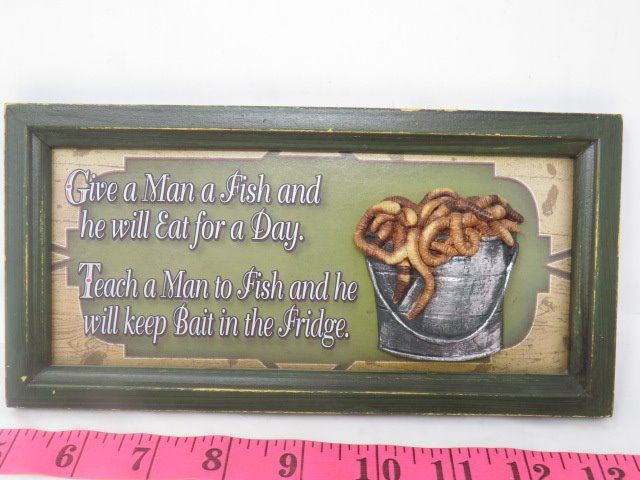 Give a Man a Fish and
he will Eat for a Day.
Teach a Man to Fish and he
will keep Bait in the Fridge.
6 7 8 9 10 11 12 13